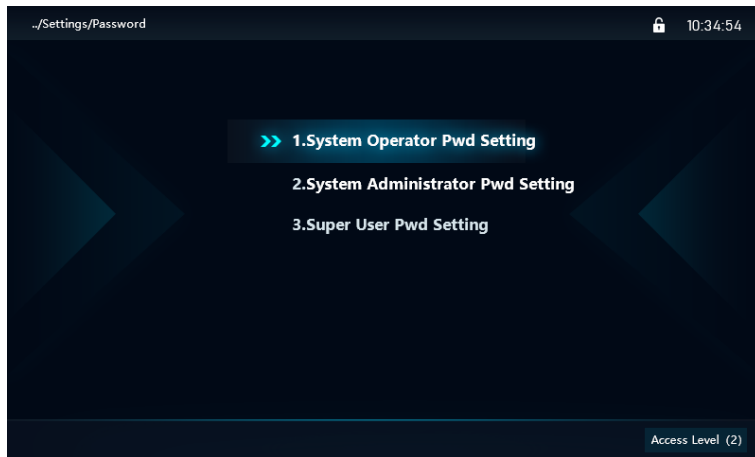 ../Settings/Password
10:34:54
1.System Operator Pwd Setting
2.System Administrator Pwd Setting
3.Super User Pwd Setting
Access Level (2)